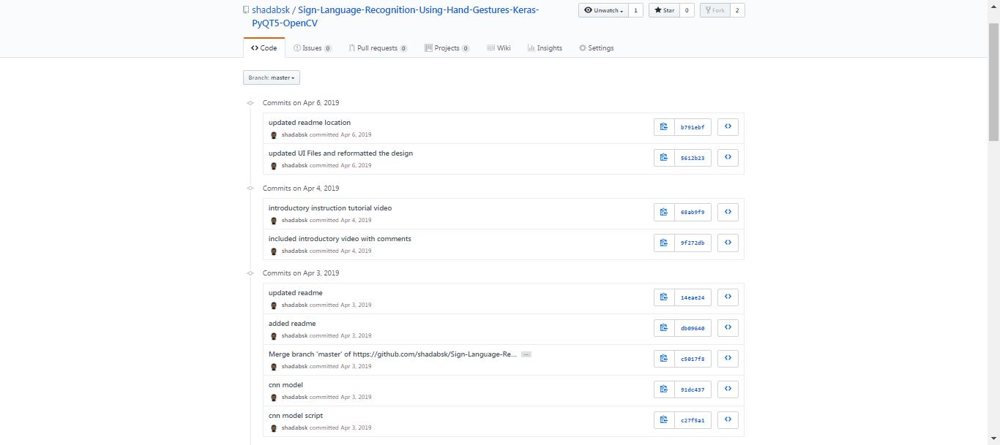 shadabsk / Sign-Language-Recognition-Using-Hand-Gestures-Keras-
PyQT5-OpenCV
Unwatch 1 Star 0 Fork 2
Code Issues 0 Pull requests 0 Projects 0 Wiki Insights Settings
Branch: master
Commits on Apr 6, 2019
updated readme location
shadabsk committed Apr 6, 2019
b791ebf
updated UI Files and reformatted the design
shadabsk committed Apr 6, 2019
5612b23
Commits on Apr 4, 2019
introductory instruction tutorial video
shadabsk committed Apr 4, 2019
68ab9f9
included introductory video with comments
shadabsk committed Apr 4, 2019
9f272db
Commits on Apr 3, 2019
updated readme
shadabsk committed Apr 3, 2019
14eae24
added readme
shadabsk committed Apr 3, 2019
db09640
Merge branch 'master' of https://github.com/shadabsk/Sign-Language-Re... …
shadabsk committed Apr 3, 2019
c5017f8
cnn model
shadabsk committed Apr 3, 2019
91dc437
cnn model script
shadabsk committed Apr 3, 2019
c27f5a1